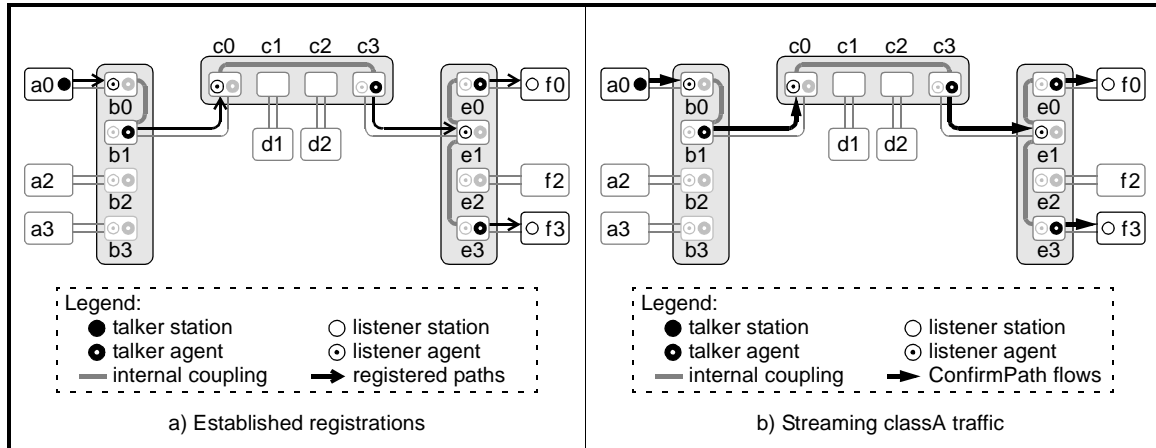 c0 c1 c2 c3
a0 f0
b0 e0
b1 d1 d2 e1
a2 f2
b2 e2
a3 f3
b3 e3
Legend:
talker station listener station
talker agent listener agent
internal coupling registered paths
a) Established registrations
c0 c1 c2 c3
a0 f0
b0 e0
b1 d1 d2 e1
a2 f2
b2 e2
a3 f3
b3 e3
Legend:
talker station listener station
talker agent listener agent
internal coupling ConfirmPath flows
b) Streaming classA traffic